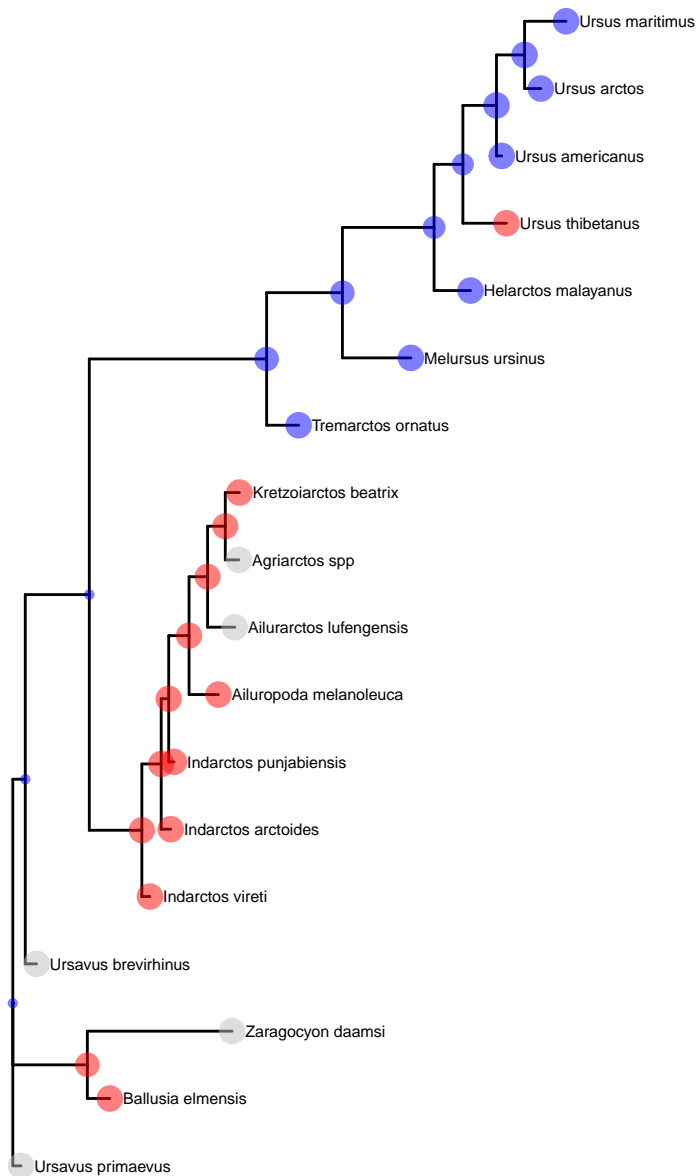 Ursus maritimus
Ursus arctos
Ursus americanus
Ursus thibetanus
Helarctos malayanus
Melursus ursinus
Tremarctos ornatus
Kretzoiarctos beatrix
Agriarctos spp
Ailurarctos lufengensis
Ailuropoda melanoleuca
Indarctos punjabiensis
Indarctos arctoides
Indarctos vireti
Ursavus brevirhinus
Zaragocyon daamsi
Ballusia elmensis
Ursavus primaevus